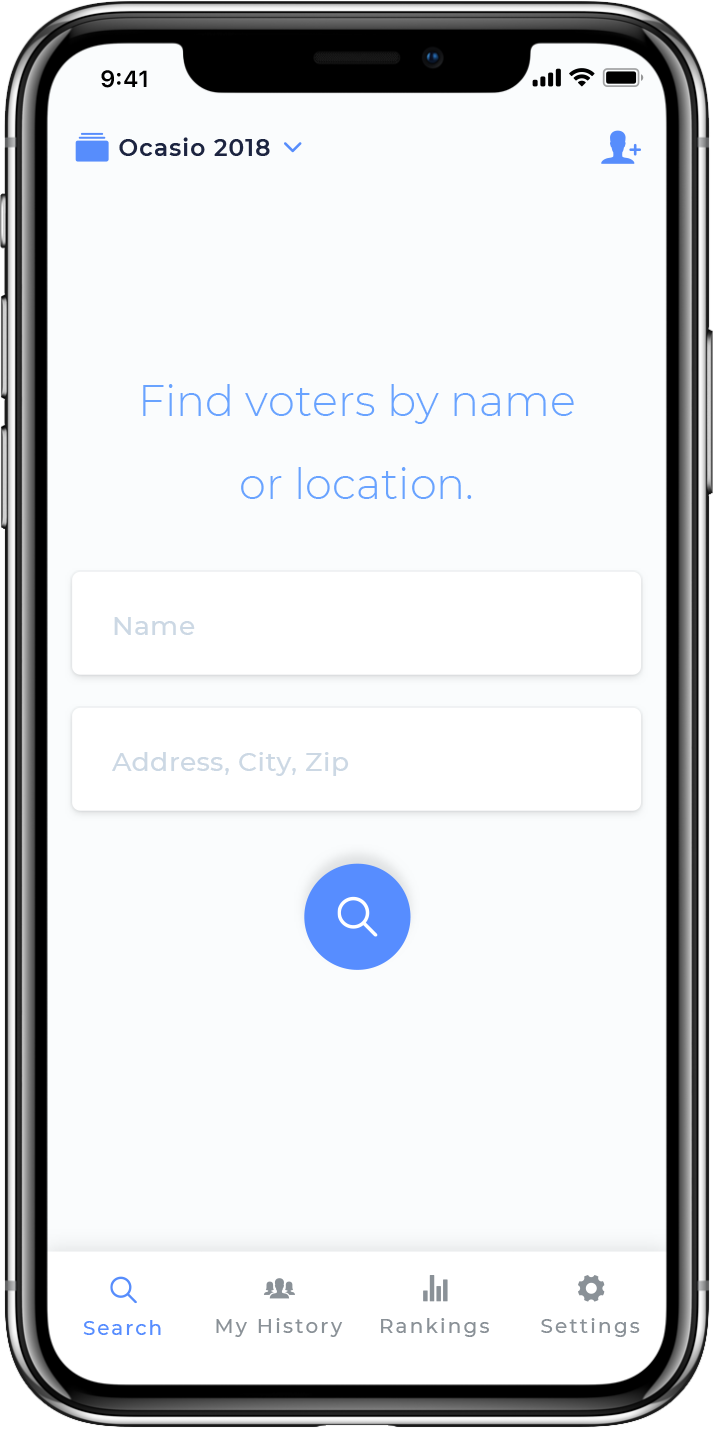 9:41
Ocasio 2018
Find voters by name
or location.
Name
Address, City, Zip
Search
My History
Rankings
Settings